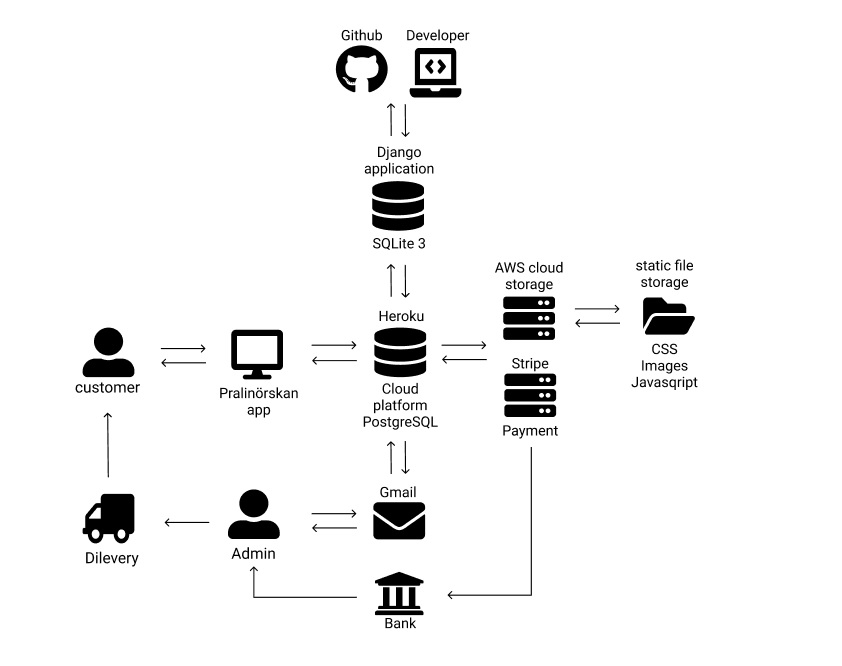 Github
Developer
Django
application
SQLite 3
AWS cloud
storage
static file
storage
Heroku
CSS
Images
Javasqript
Stripe
customer
Pralinörskan
app
Cloud
platform
PostgreSQL
Payment
Gmail
Dilevery
Admin
Bank